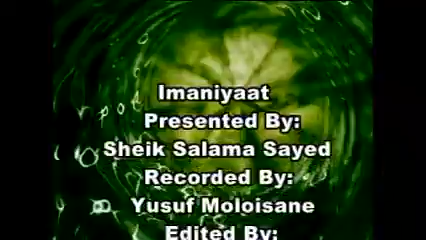 Imaniyaat
Presented By:
Sheik Salama Sayed
Recorded By:
Yusuf Moloisane
Edited By: